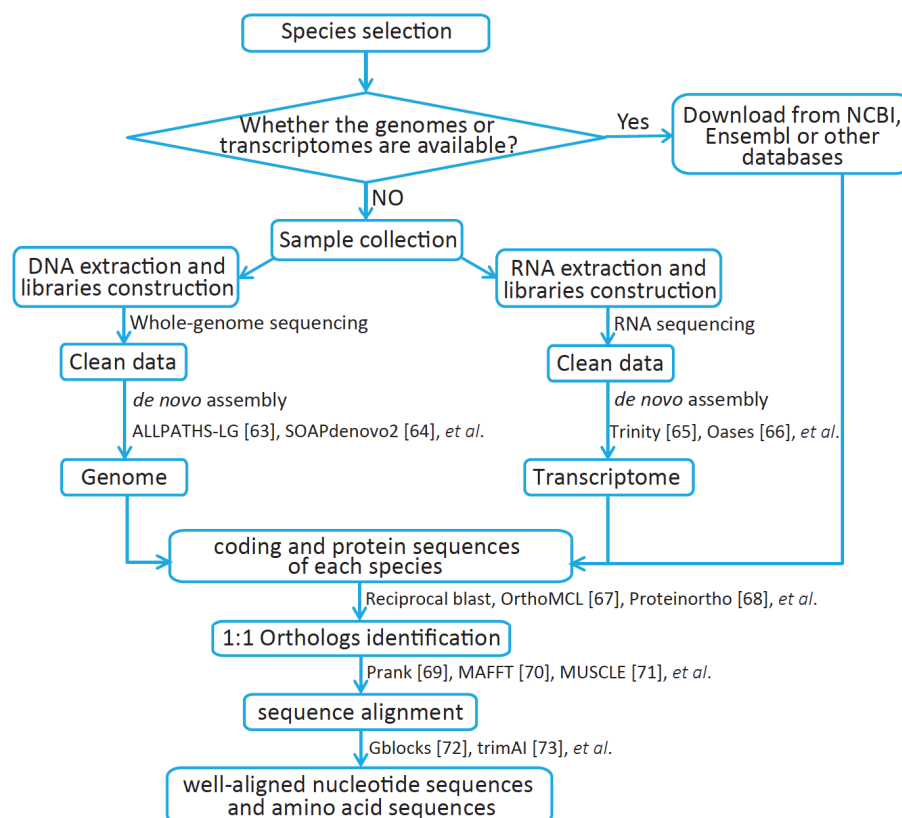 Species selection
Whether the genomes or
transcriptomes are available?
Yes
Download from NCBI,
Ensembl or other
databases
NO
Sample collection
DNA extraction and
libraries construction
RNA extraction and
libraries construction
Whole-genome sequencing
RNA sequencing
Clean data
Clean data
de novo assembly
de novo assembly
ALLPATHS-LG [63], SOAPdenovo2 [64], et al.
Trinity [65], Oases [66], et al.
Genome
Transcriptome
coding and protein sequences
of each species
Reciprocal blast, OrthoMCL [67], Proteinortho [68], et al.
1:1 Orthologs identification
Prank [69], MAFFT [70], MUSCLE [71], et al.
sequence alignment
Gblocks [72], trimAl [73], et al.
well-aligned nucleotide sequences
and amino acid sequences